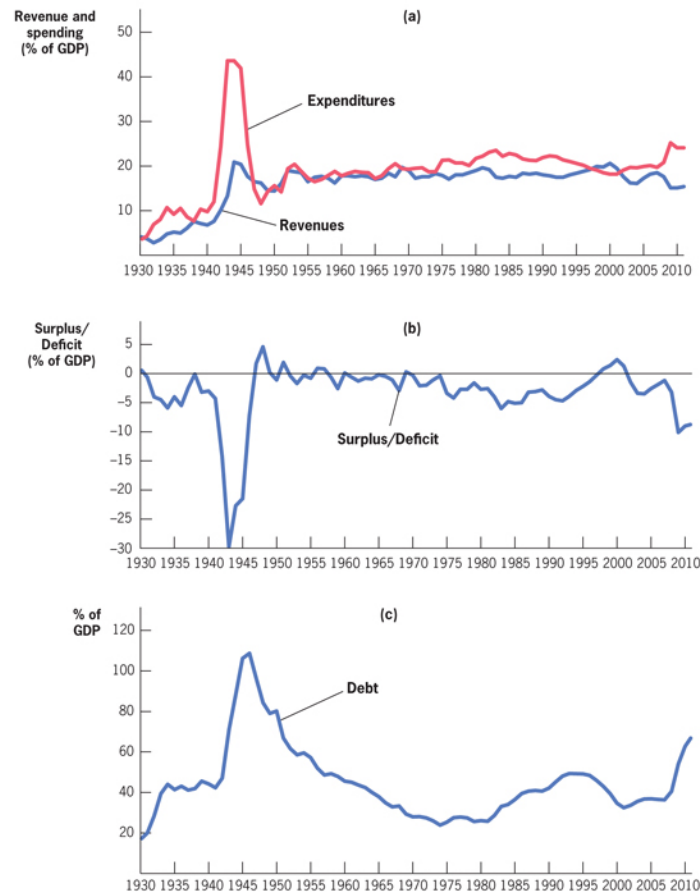 Revenue and
spending
(% of GDP)
(a)
50
40
30
20
10
Expenditures
Revenues
1930 1935 1940 1945 1950 1955 1960 1965 1970 1975 1980 1985 1990 1995 2000 2005 2010
Surplus/
Deficit
(% of GDP)
(b)
5
0
–5
–10
–15
–20
–25
–30
Surplus/Deficit
1930 1935 1940 1945 1950 1955 1960 1965 1970 1975 1980 1985 1990 1995 2000 2005 2010
% of
GDP
(c)
120
100
80
60
40
20
Debt
1930 1935 1940 1945 1950 1955 1960 1965 1970 1975 1980 1985 1990 1995 2000 2005 2010